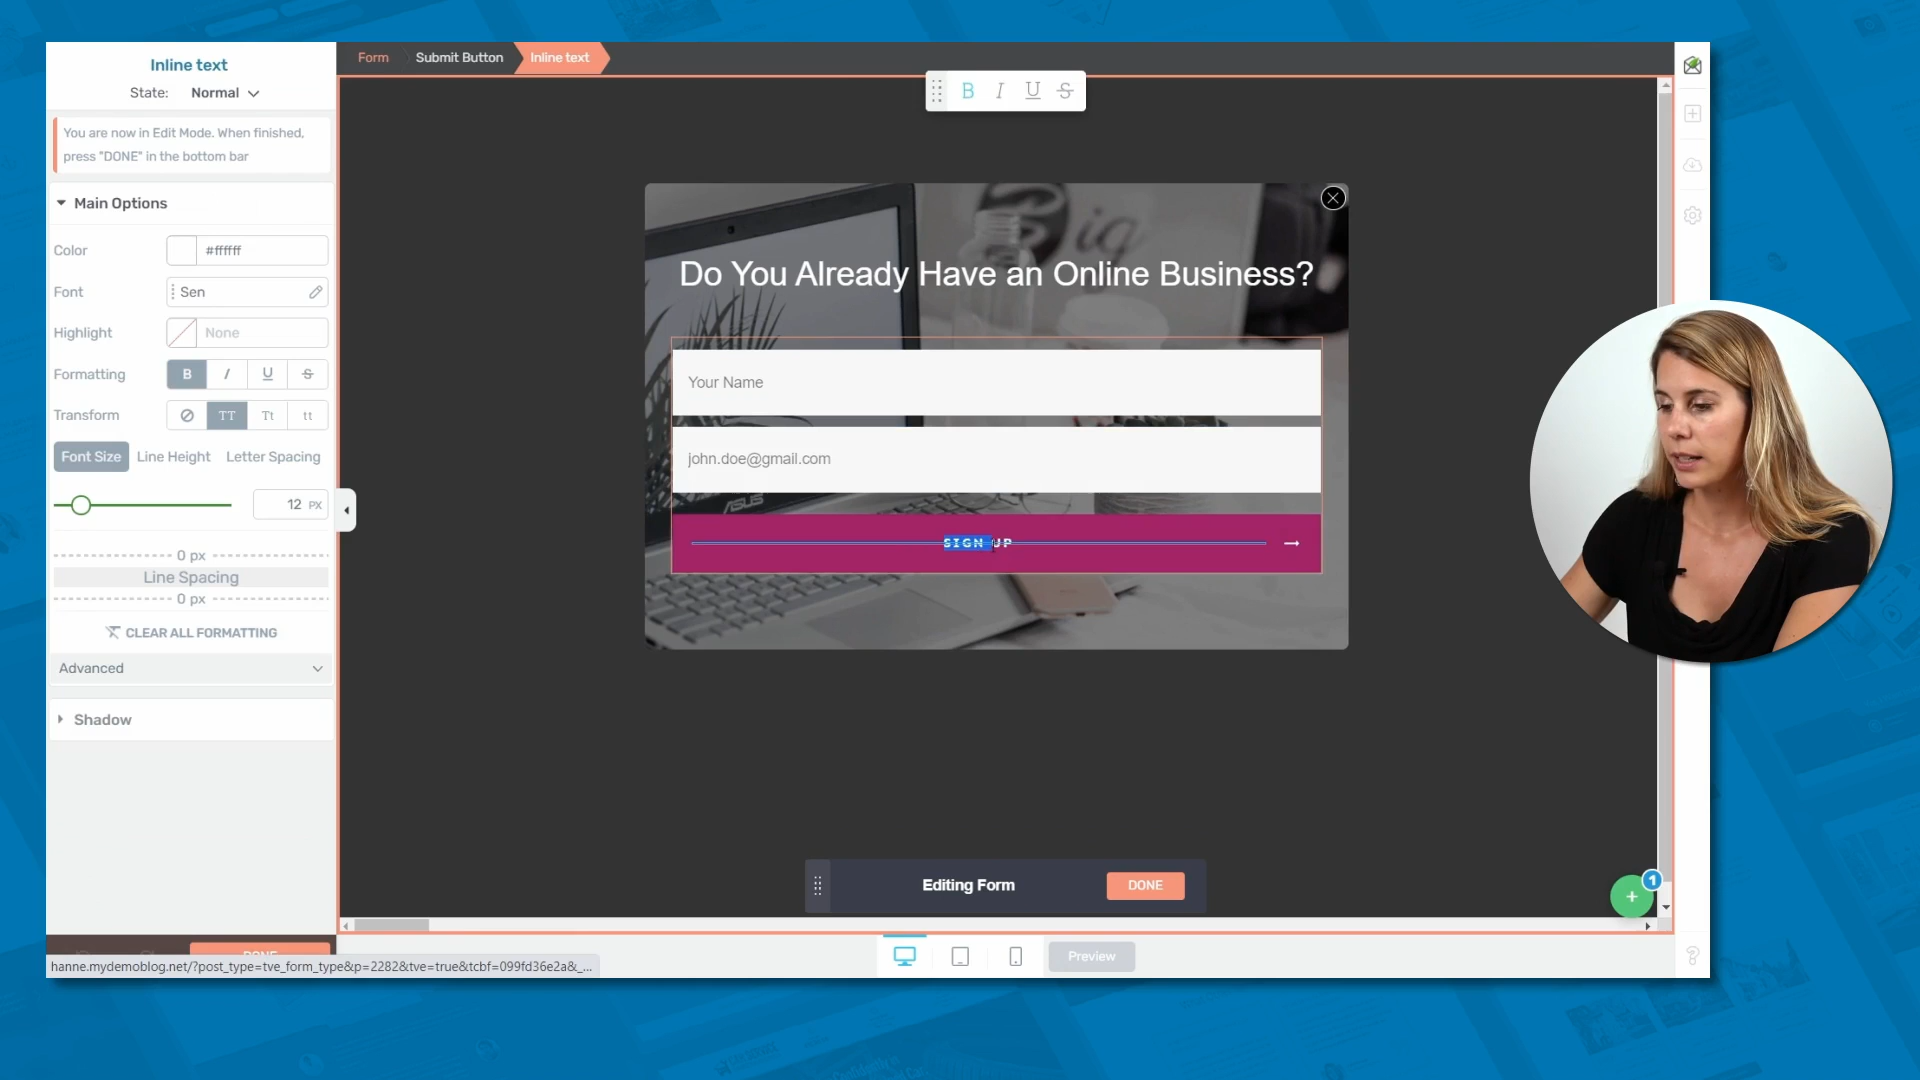 Inline text
State: Normal
You are now in Edit Mode. When finished,
press "DONE" in the bottom bar
Main Options
Color #ffffff
Font Sen
Highlight None
Formatting B I U S
Transform TT Tt tt
Font Size Line Height Letter Spacing
12 PX
0 px
Line Spacing
0 px
CLEAR ALL FORMATTING
Advanced
Shadow
DONE
hanne.mydemoblog.net/?post_type=tve_form_type&p=2282&tve=true&tcbf=099fd36e2a&_...
Form Submit Button Inline text
B I U S
Big
Do You Already Have an Online Business?
Your Name
john.doe@gmail.com
ASUS
SIGN UP
Editing Form DONE
1
Preview